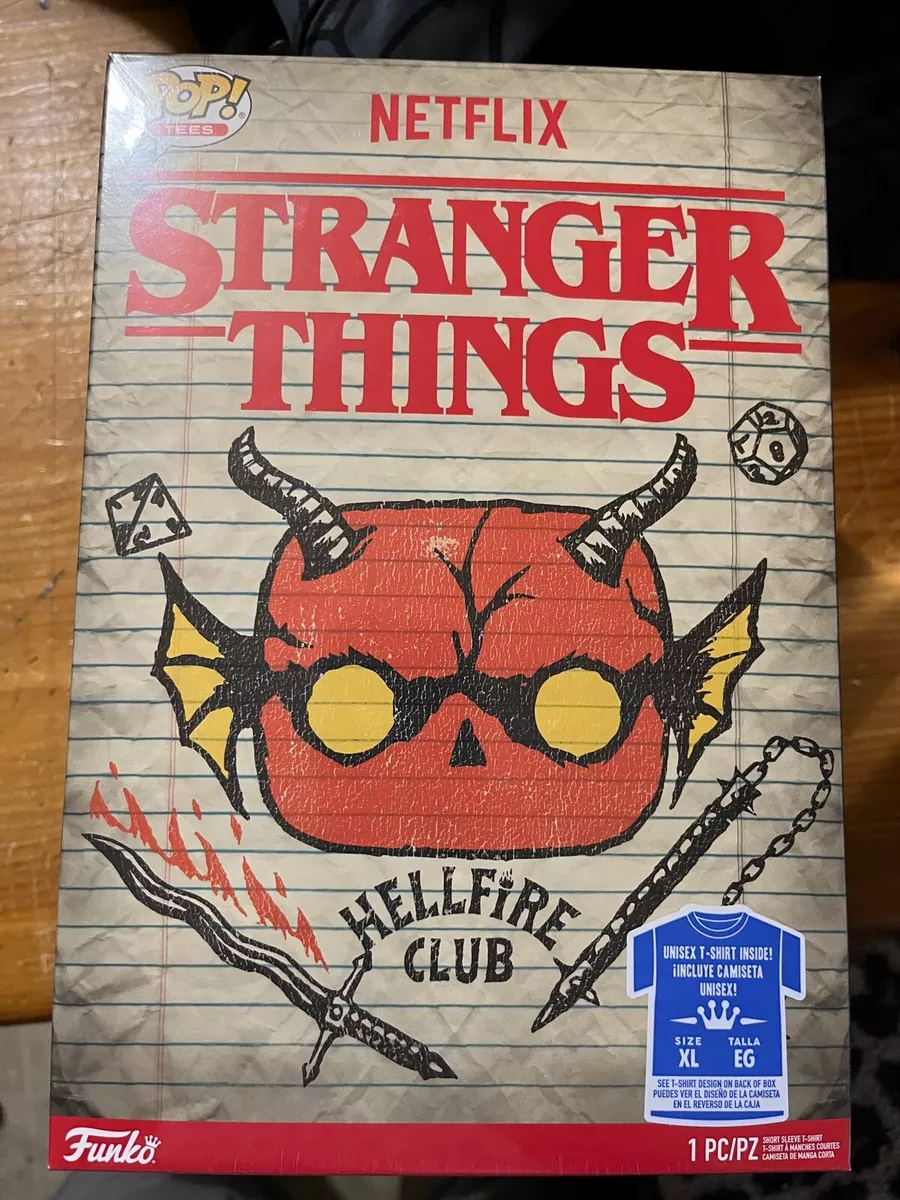 POP!
TEES
NETFLIX
STRANGER
THINGS
2
8
HELLFIRE
CLUB
UNISEX T-SHIRT INSIDE!
¡INCLUYE CAMISETA
UNISEX!
SIZE TALLA
XL EG
SEE T-SHIRT DESIGN ON BACK OF BOX
PUEDES VER EL DISEÑO DE LA CAMISETA
EN EL REVERSO DE LA CAJA
Funko®
1 PC/PZ
SHORT SLEEVE T-SHIRT
T-SHIRT À MANCHES COURTES
CAMISETA DE MANGA CORTA